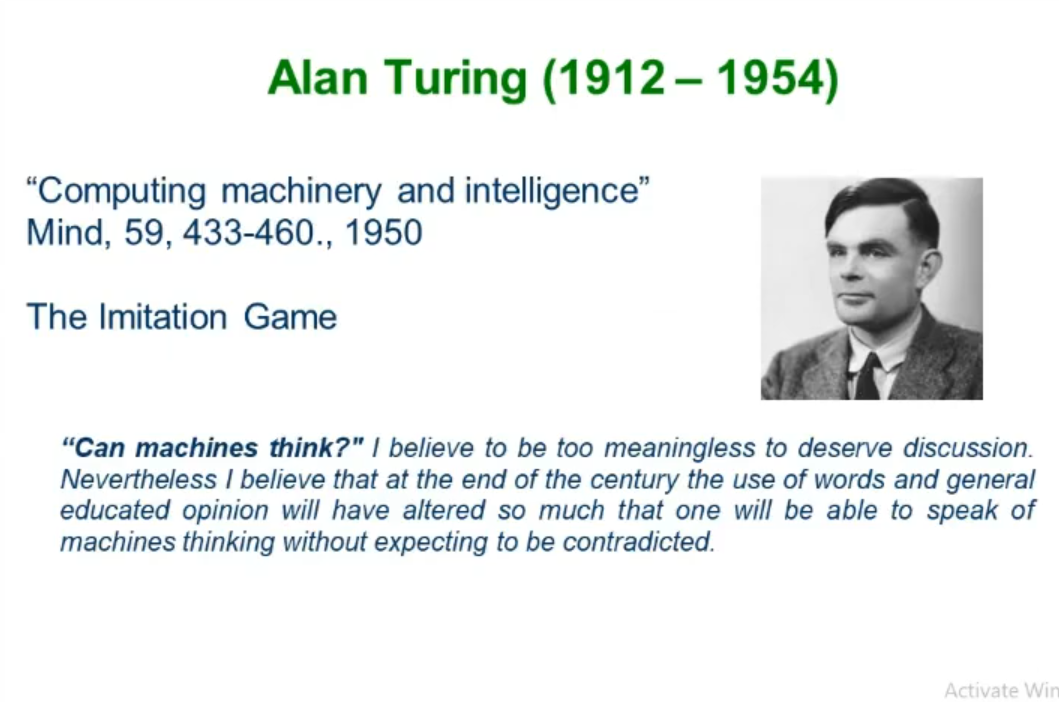 Alan Turing (1912 – 1954)
“Computing machinery and intelligence”
Mind, 59, 433-460., 1950
The Imitation Game
“Can machines think?" I believe to be too meaningless to deserve discussion.
Nevertheless I believe that at the end of the century the use of words and general
educated opinion will have altered so much that one will be able to speak of
machines thinking without expecting to be contradicted.
Activate Win